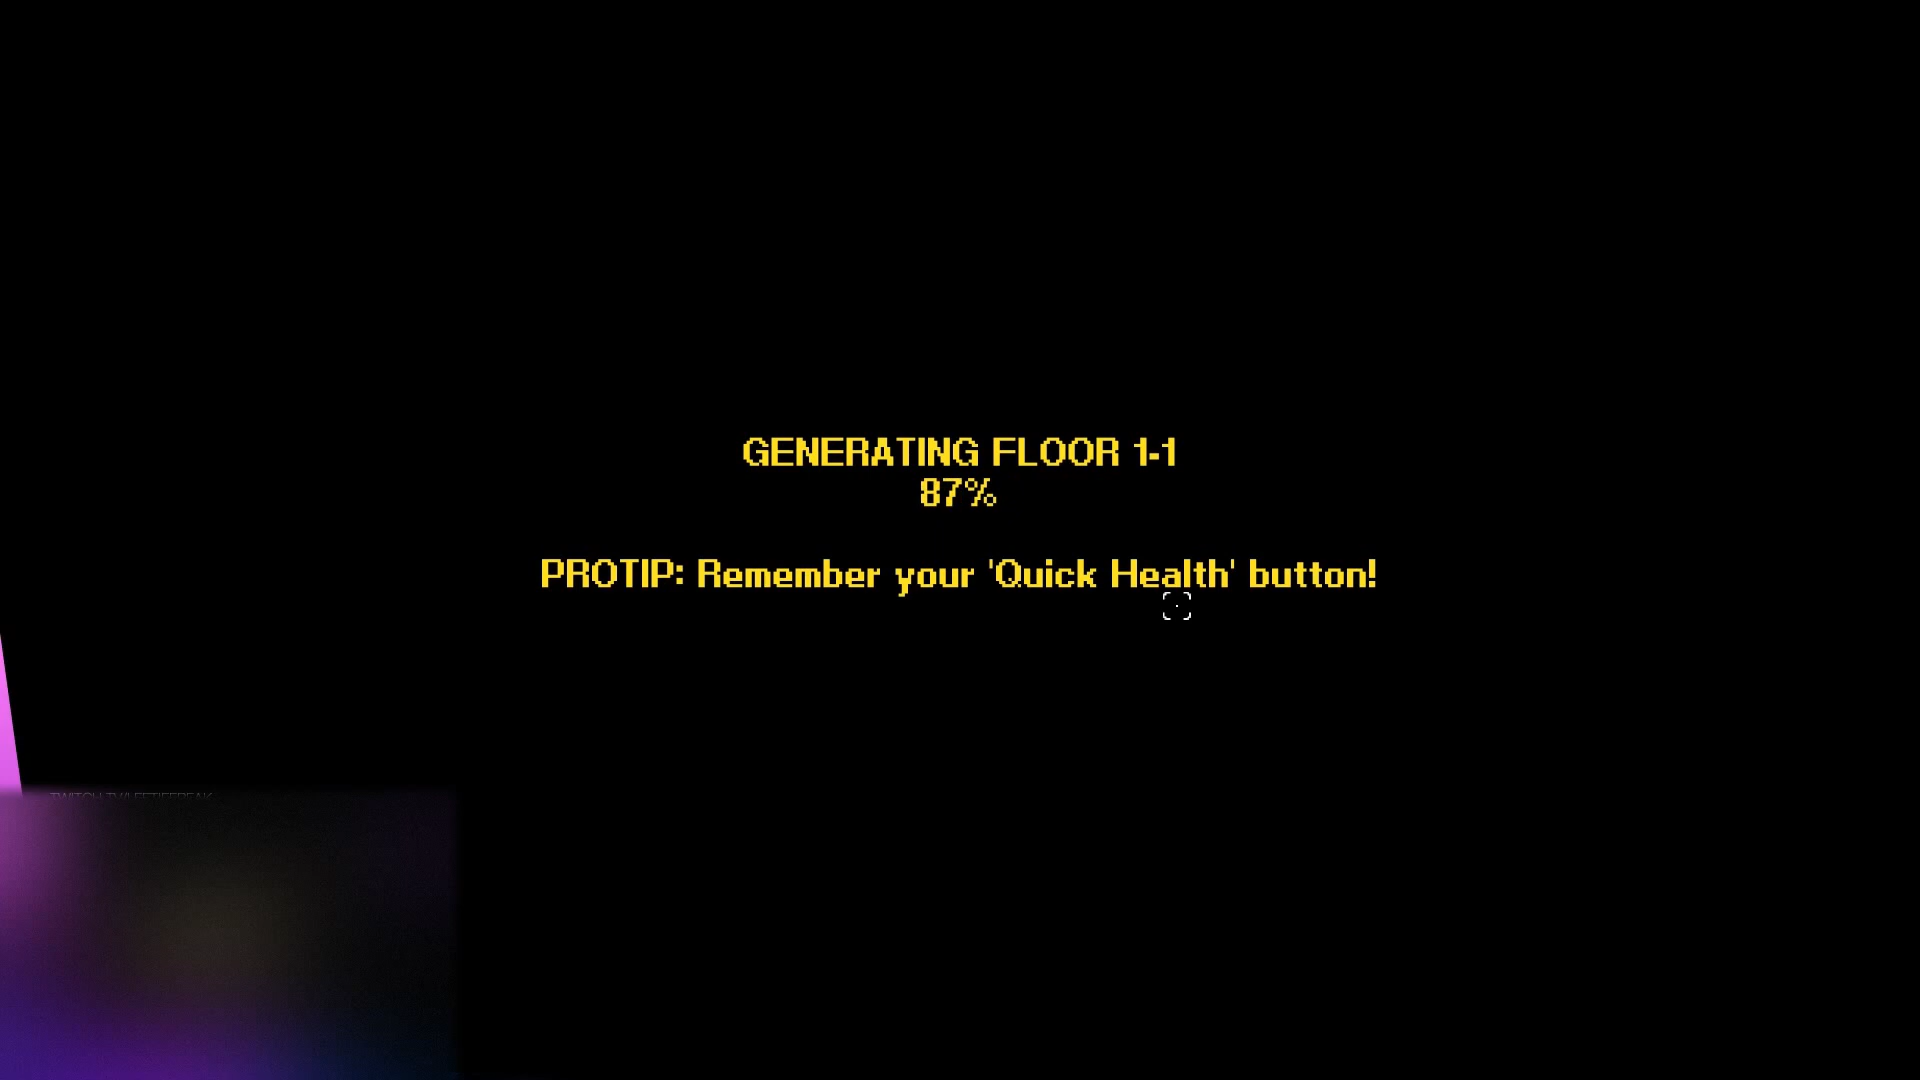 GENERATING FLOOR 1-1
87%
PROTIP: Remember your 'Quick Health' button!